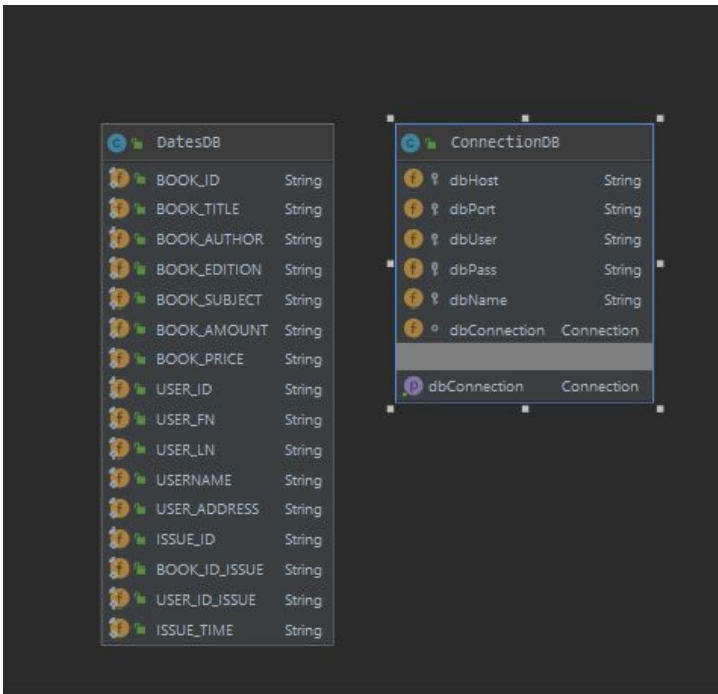 DatesDB
BOOK_ID String
BOOK_TITLE String
BOOK_AUTHOR String
BOOK_EDITION String
BOOK_SUBJECT String
BOOK_AMOUNT String
BOOK_PRICE String
USER_ID String
USER_FN String
USER_LN String
USERNAME String
USER_ADDRESS String
ISSUE_ID String
BOOK_ID_ISSUE String
USER_ID_ISSUE String
ISSUE_TIME String
ConnectionDB
dbHost String
dbPort String
dbUser String
dbPass String
dbName String
dbConnection Connection
dbConnection Connection